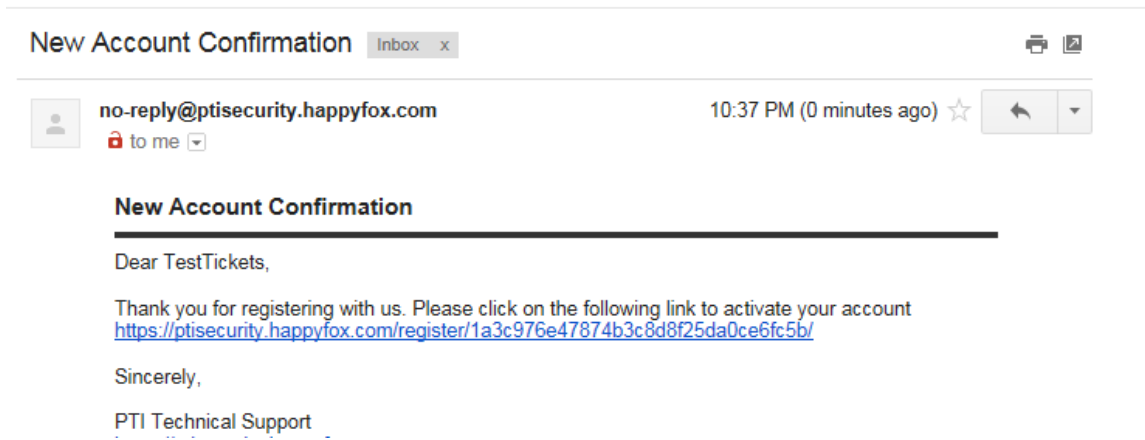 New Account Confirmation Inbox x
no-reply@ptisecurity.happyfox.com 10:37 PM (0 minutes ago)
to me
New Account Confirmation
Dear TestTickets,
Thank you for registering with us. Please click on the following link to activate your account
https://ptisecurity.happyfox.com/register/1a3c976e47874b3c8d8f25da0ce6fc5b/
Sincerely,
PTI Technical Support